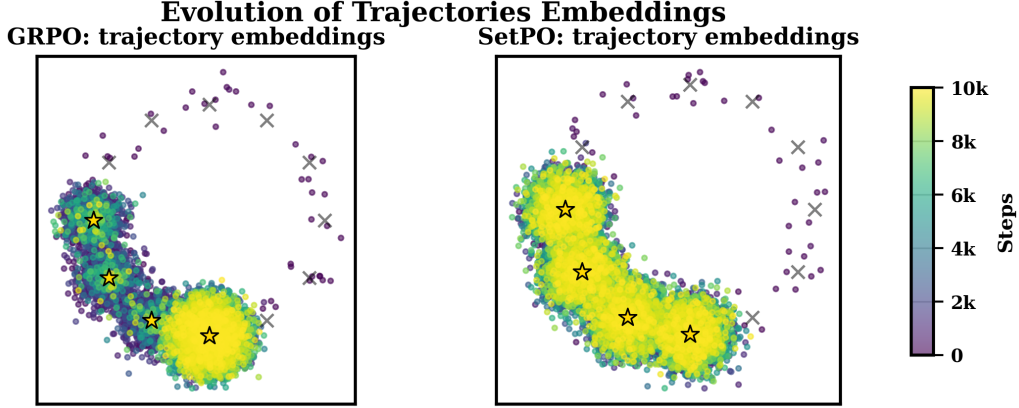 Evolution of Trajectories Embeddings
GRPO: trajectory embeddings
SetPO: trajectory embeddings
10k
8k
6k
4k
2k
0
Steps